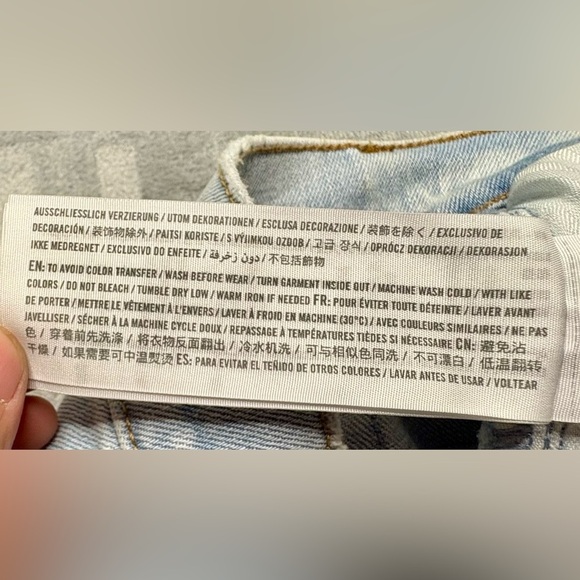 AUSSCHLIESSLICH VERZIERUNG / UTOM DEKORATIONEN / ESCLUSA DECORAZIONE / 装飾を除く / EXCLUSIVO DE
DECORACIÓN / 装饰物除外 / PAITSI KORISTE / S VÝJIMKOU OZDOB / 고급 장식 / OPRÓCZ DEKORACJI / DEKORASJON
IKKE MEDREGNET / EXCLUSIVO DO ENFEITE / دون زخرفة / 不包括飾物
EN: TO AVOID COLOR TRANSFER / WASH BEFORE WEAR / TURN GARMENT INSIDE OUT / MACHINE WASH COLD / WITH LIKE
COLORS / DO NOT BLEACH / TUMBLE DRY LOW / WARM IRON IF NEEDED FR: POUR ÉVITER TOUTE DÉTEINTE / LAVER AVANT
DE PORTER / METTRE LE VÊTEMENT À L'ENVERS / LAVER À FROID EN MACHINE (30°C) / AVEC COULEURS SIMILAIRES / NE PAS
JAVELLISER / SÉCHER À LA MACHINE CYCLE DOUX / REPASSAGE À TEMPÉRATURES TIÈDES SI NÉCESSAIRE CN: 避免沾
色 / 穿着前先洗涤 / 将衣物反面翻出 / 冷水机洗 / 可与相似色同洗 / 不可漂白 / 低温翻转
干燥 / 如果需要可中温熨烫 ES: PARA EVITAR EL TEÑIDO DE OTROS COLORES / LAVAR ANTES DE USAR / VOLTEAR